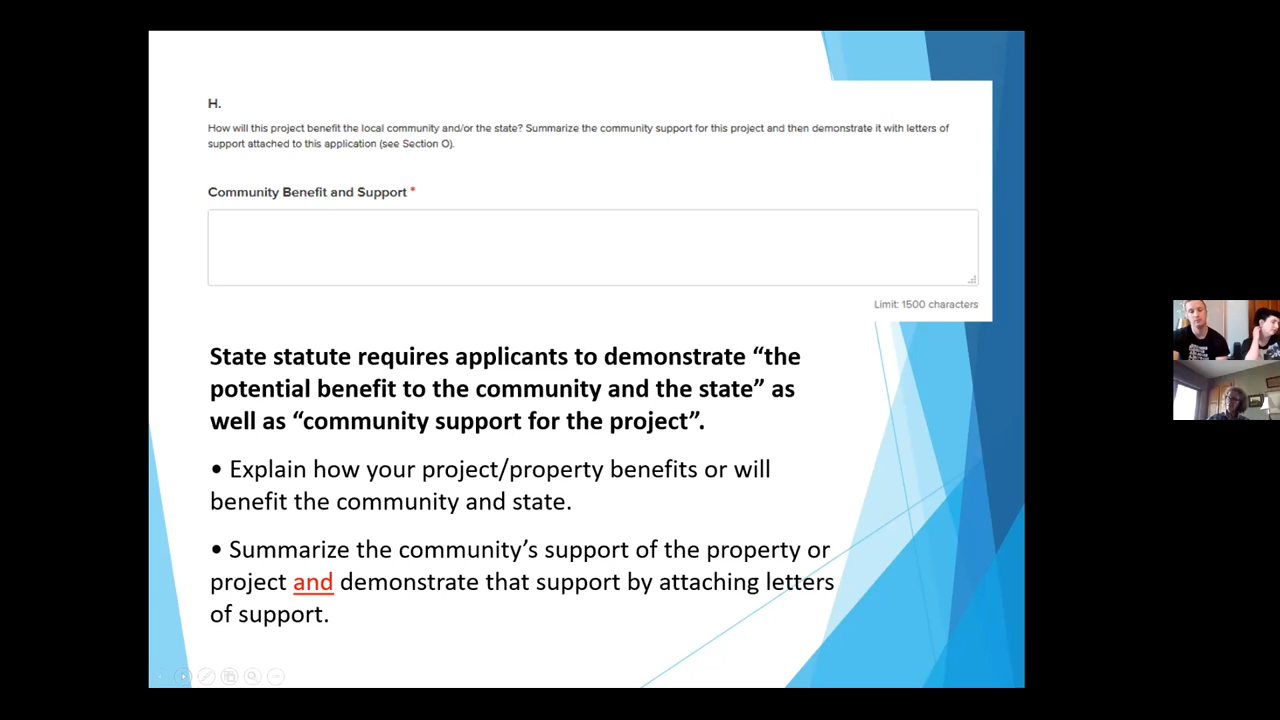 H.
How will this project benefit the local community and/or the state? Summarize the community support for this project and then demonstrate it with letters of
support attached to this application (see Section O).
Community Benefit and Support *
Limit: 1500 characters
State statute requires applicants to demonstrate “the
potential benefit to the community and the state” as
well as “community support for the project”.
• Explain how your project/property benefits or will
benefit the community and state.
• Summarize the community’s support of the property or
project and demonstrate that support by attaching letters
of support.